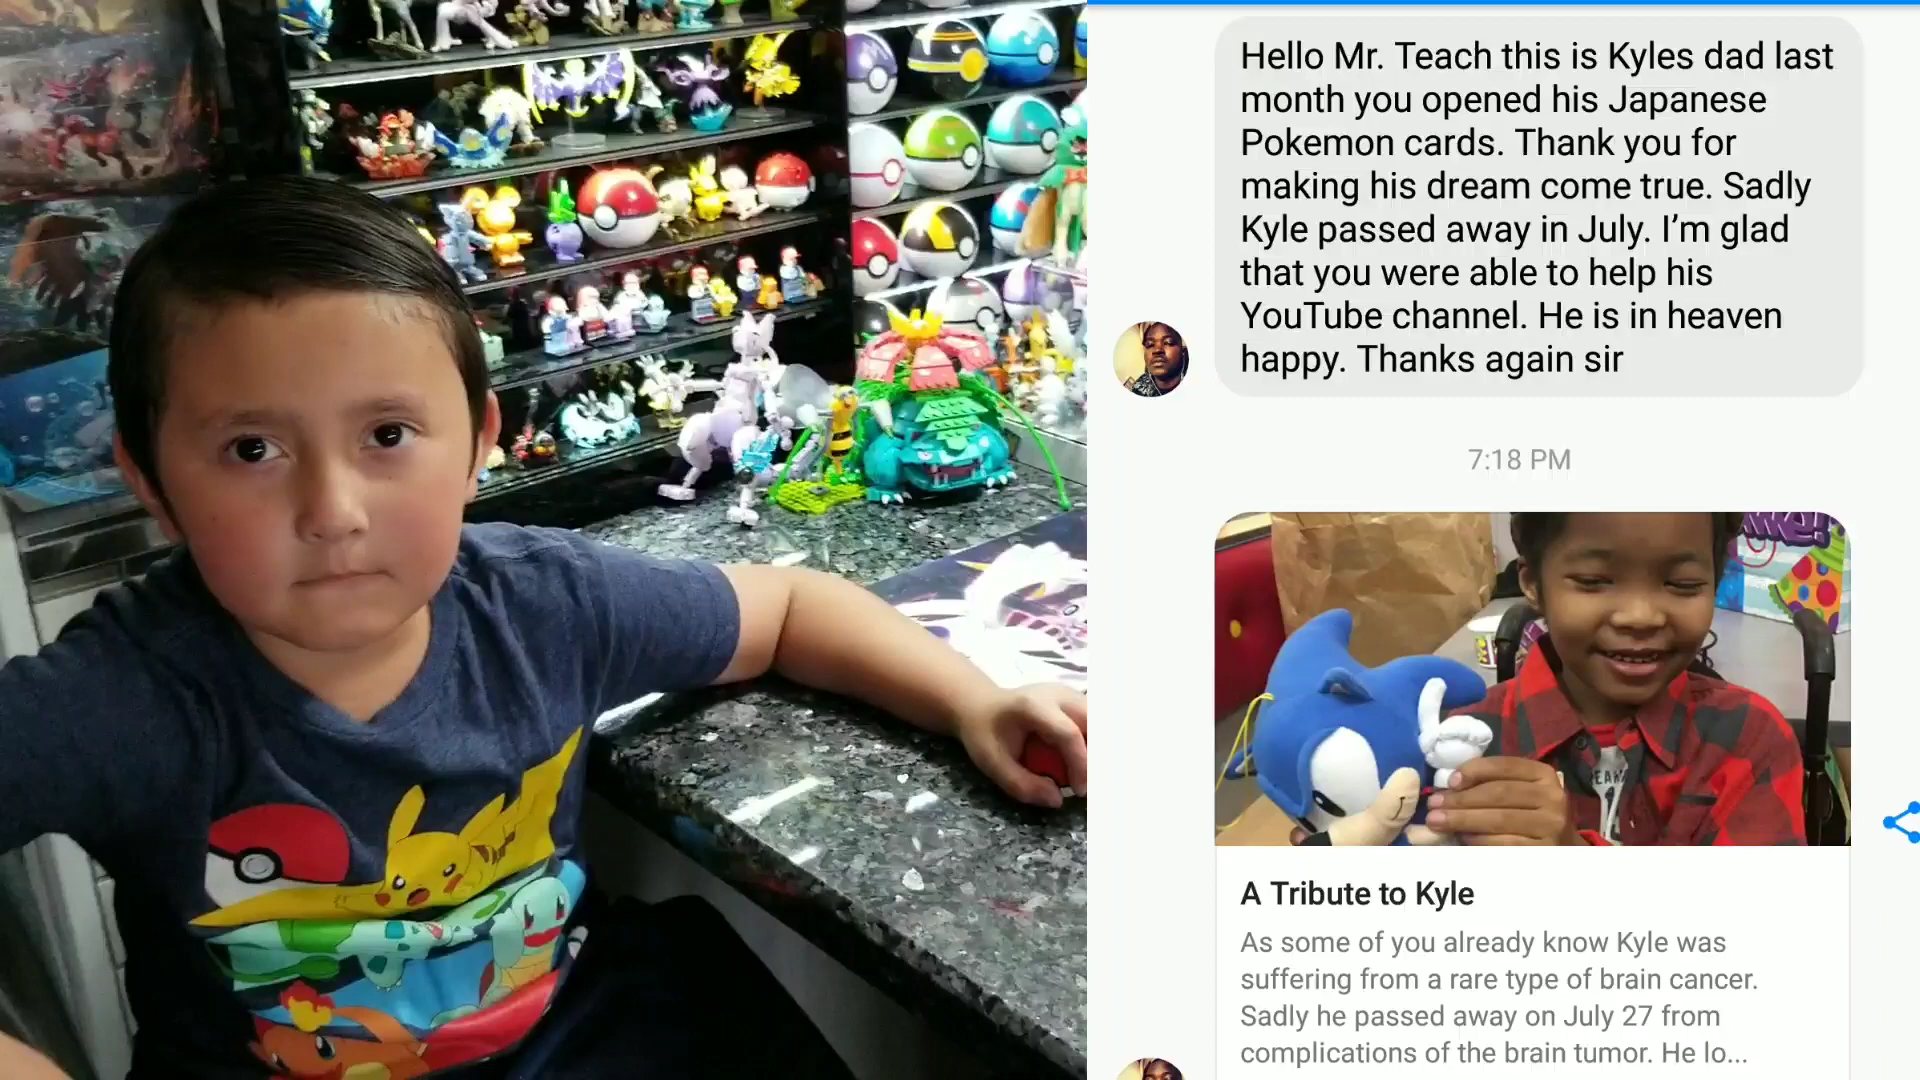 Hello Mr. Teach this is Kyles dad last
month you opened his Japanese
Pokemon cards. Thank you for
making his dream come true. Sadly
Kyle passed away in July. I’m glad
that you were able to help his
YouTube channel. He is in heaven
happy. Thanks again sir
7:18 PM
A Tribute to Kyle
As some of you already know Kyle was
suffering from a rare type of brain cancer.
Sadly he passed away on July 27 from
complications of the brain tumor. He lo...